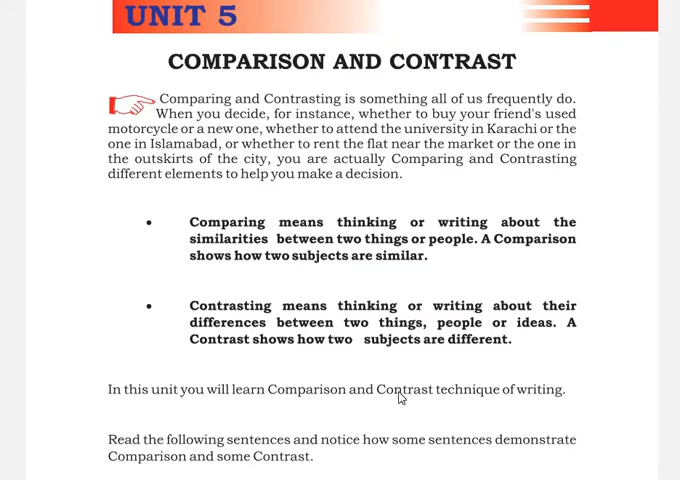 UNIT 5
COMPARISON AND CONTRAST
Comparing and Contrasting is something all of us frequently do.
When you decide, for instance, whether to buy your friend's used
motorcycle or a new one, whether to attend the university in Karachi or the
one in Islamabad, or whether to rent the flat near the market or the one in
the outskirts of the city, you are actually Comparing and Contrasting
different elements to help you make a decision.
• Comparing means thinking or writing about the
similarities between two things or people. A Comparison
shows how two subjects are similar.
• Contrasting means thinking or writing about their
differences between two things, people or ideas. A
Contrast shows how two subjects are different.
In this unit you will learn Comparison and Contrast technique of writing.
Read the following sentences and notice how some sentences demonstrate
Comparison and some Contrast.